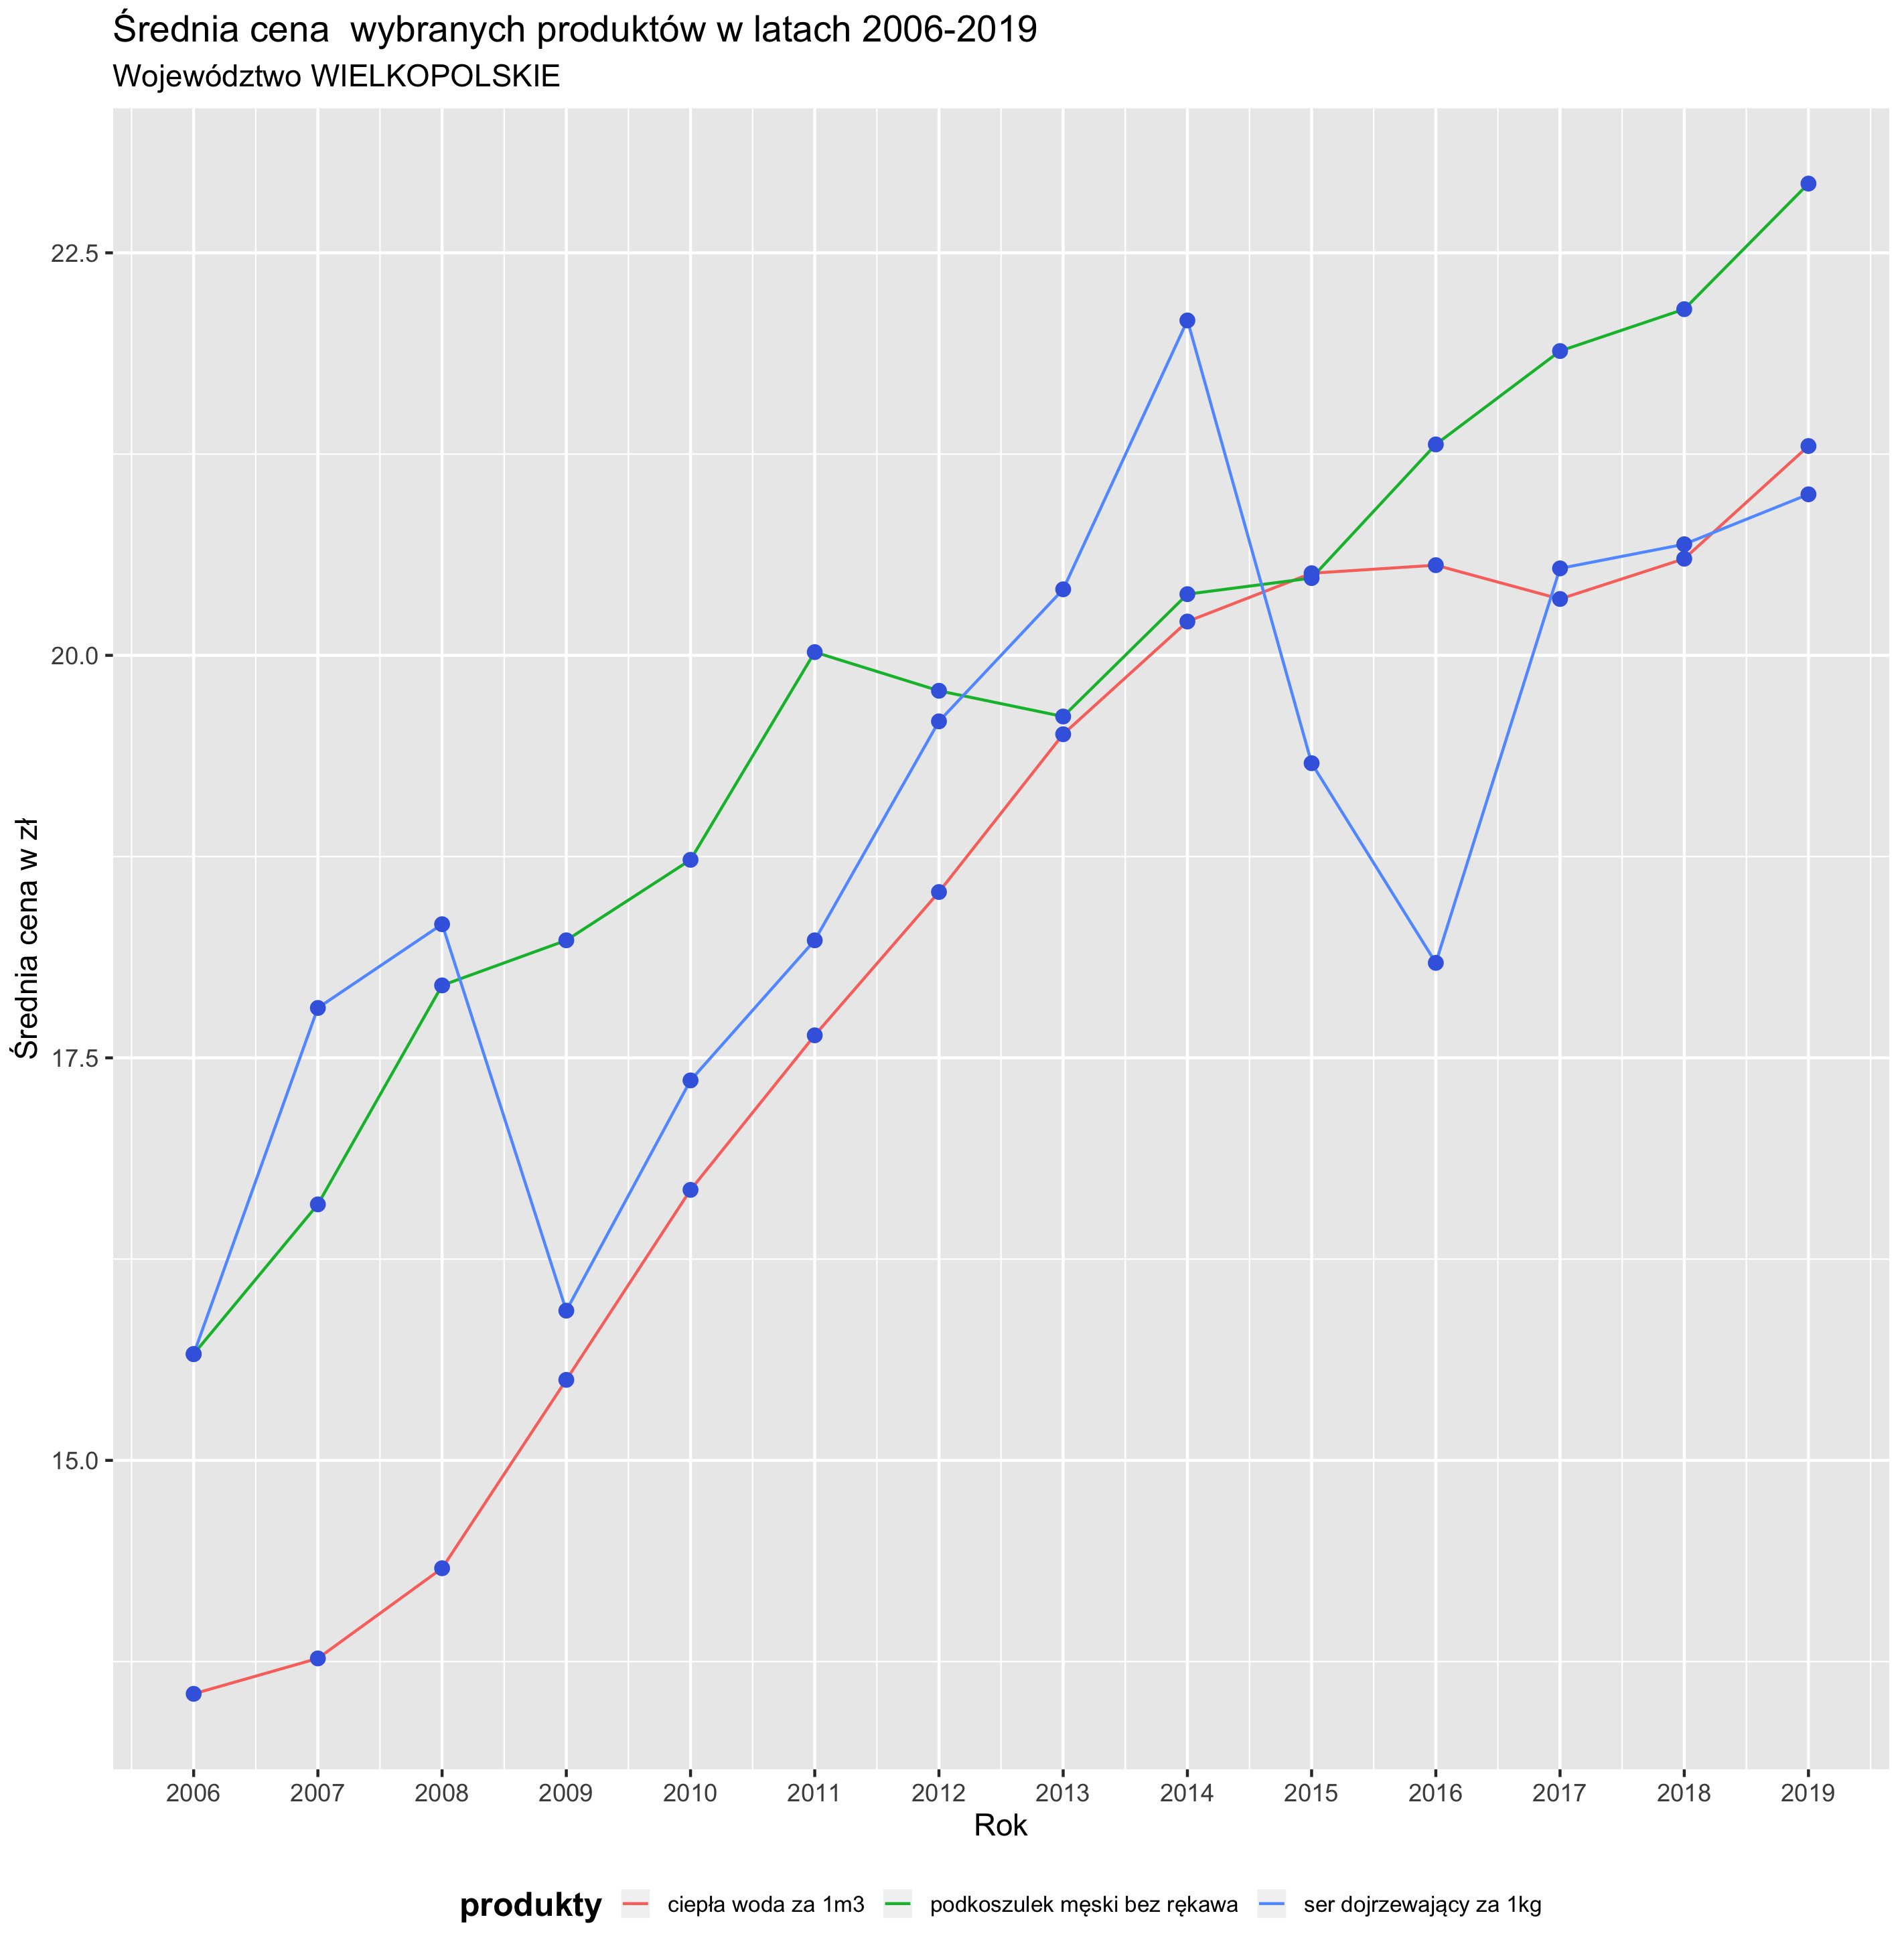 Średnia cena  wybranych produktów w latach 2006-2019
Województwo WIELKOPOLSKIE
Średnia cena w zł
22.5
20.0
17.5
15.0
2006 2007 2008 2009 2010 2011 2012 2013 2014 2015 2016 2017 2018 2019
Rok
produkty ciepła woda za 1m3 podkoszulek męski bez rękawa ser dojrzewający za 1kg